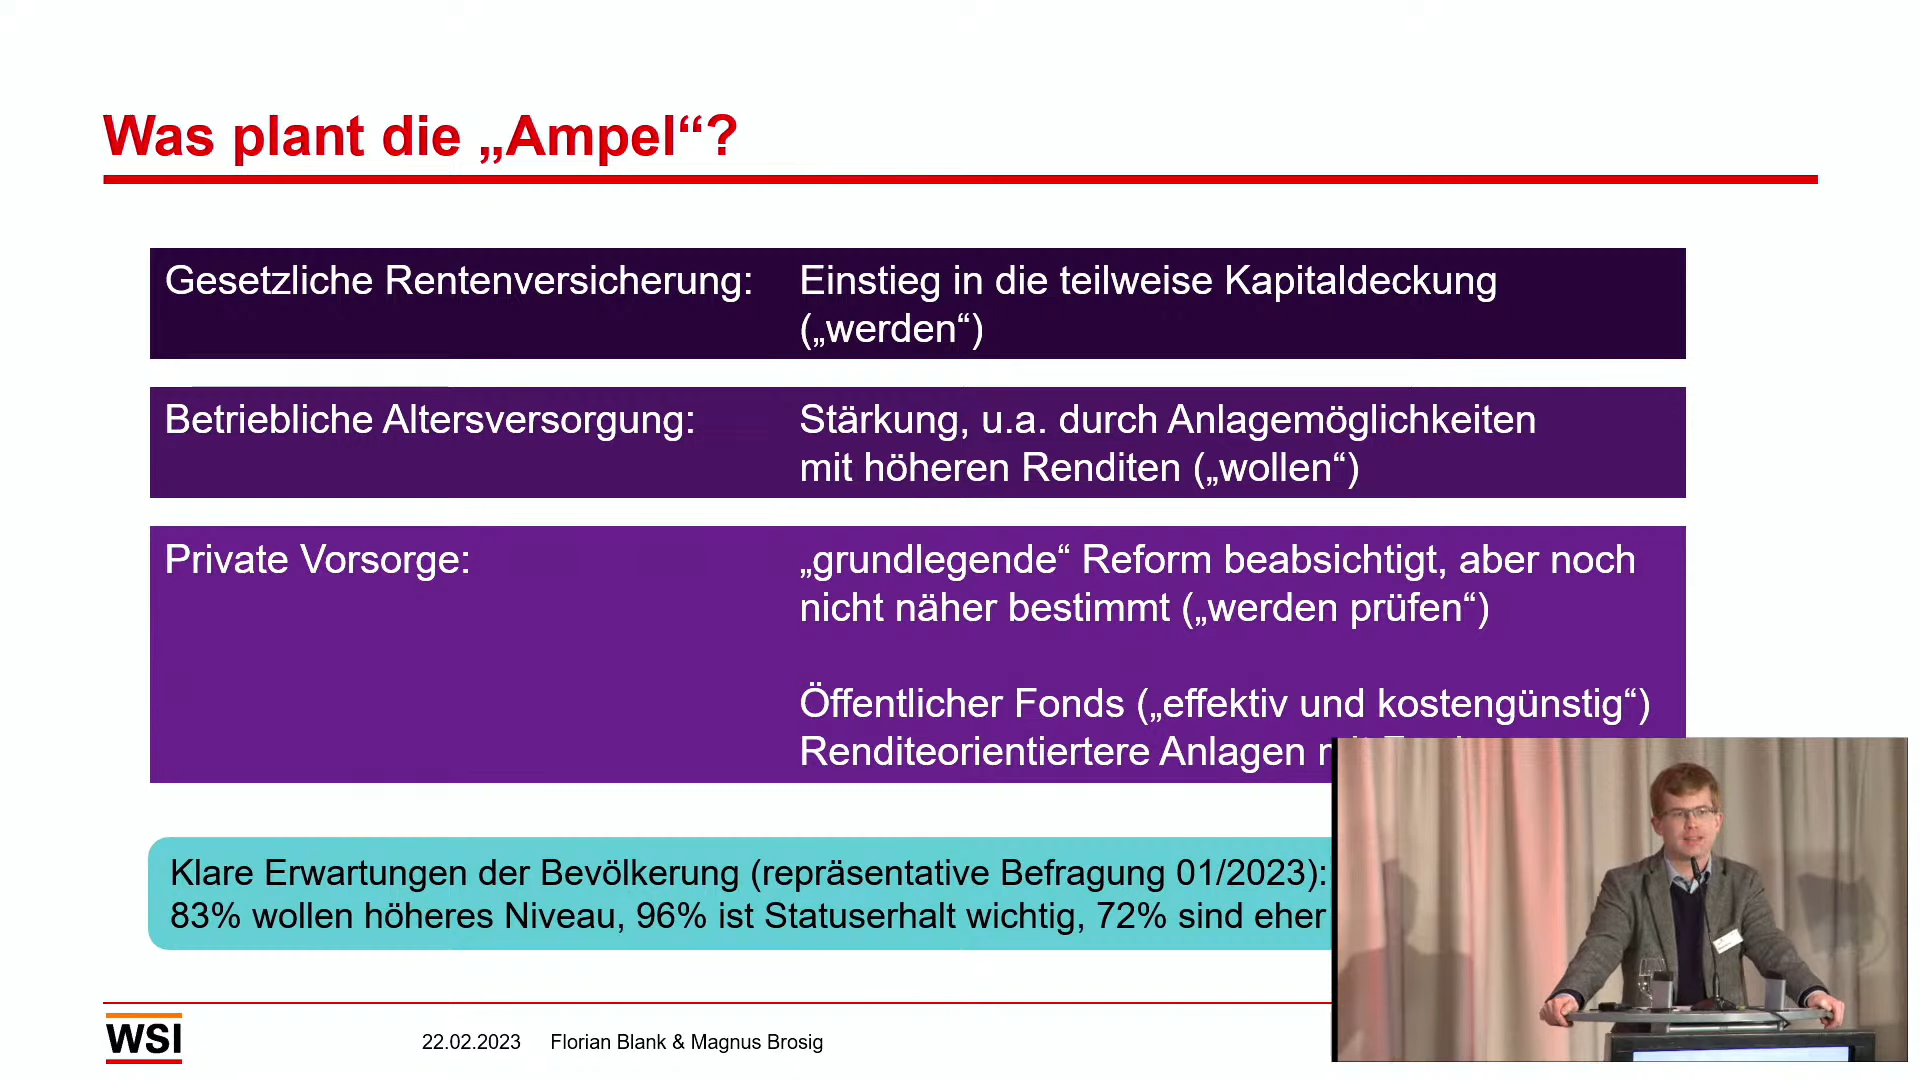 Was plant die „Ampel“?
Gesetzliche Rentenversicherung: Einstieg in die teilweise Kapitaldeckung
(„werden“)
Betriebliche Altersversorgung: Stärkung, u.a. durch Anlagemöglichkeiten
mit höheren Renditen („wollen“)
Private Vorsorge: „grundlegende“ Reform beabsichtigt, aber noch
nicht näher bestimmt („werden prüfen“)
Öffentlicher Fonds („effektiv und kostengünstig“)
Renditeorientiertere Anlagen
Klare Erwartungen der Bevölkerung (repräsentative Befragung 01/2023):
83% wollen höheres Niveau, 96% ist Statuserhalt wichtig, 72% sind eher
WSI
22.02.2023 Florian Blank & Magnus Brosig